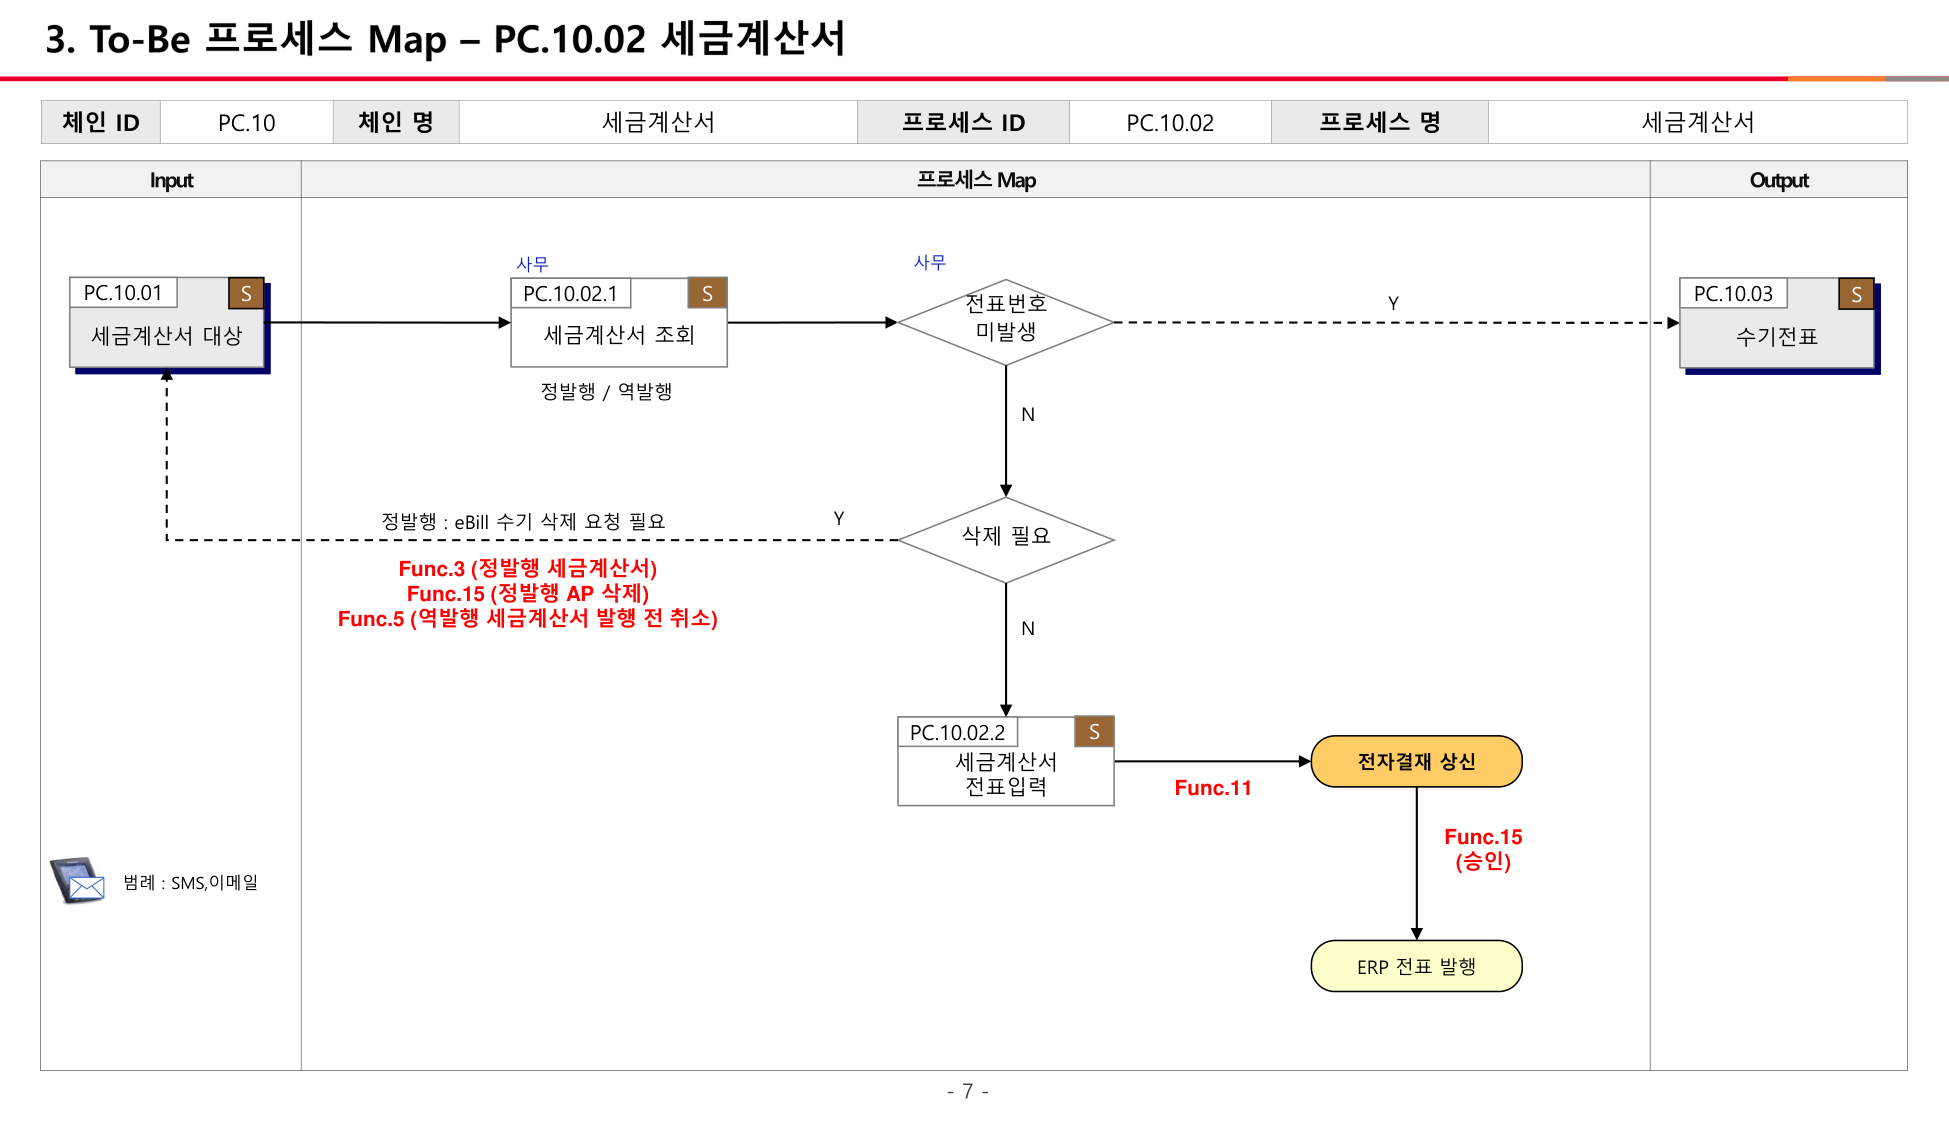 3. To-Be 프로세스 Map – PC.10.02 세금계산서
체인 ID
PC.10
체인 명
세금계산서
프로세스 ID
PC.10.02
프로세스 명
세금계산서
Input
프로세스 Map
Output
PC.10.01
S
세금계산서 대상
사무
PC.10.02.1
S
세금계산서 조회
정발행 / 역발행
사무
전표번호
미발생
Y
PC.10.03
S
수기전표
N
정발행 : eBill 수기 삭제 요청 필요
Y
삭제 필요
Func.3 (정발행 세금계산서)
Func.15 (정발행 AP 삭제)
Func.5 (역발행 세금계산서 발행 전 취소)
N
PC.10.02.2
S
세금계산서
전표입력
Func.11
전자결재 상신
Func.15
(승인)
범례 : SMS,이메일
ERP 전표 발행
- 7 -